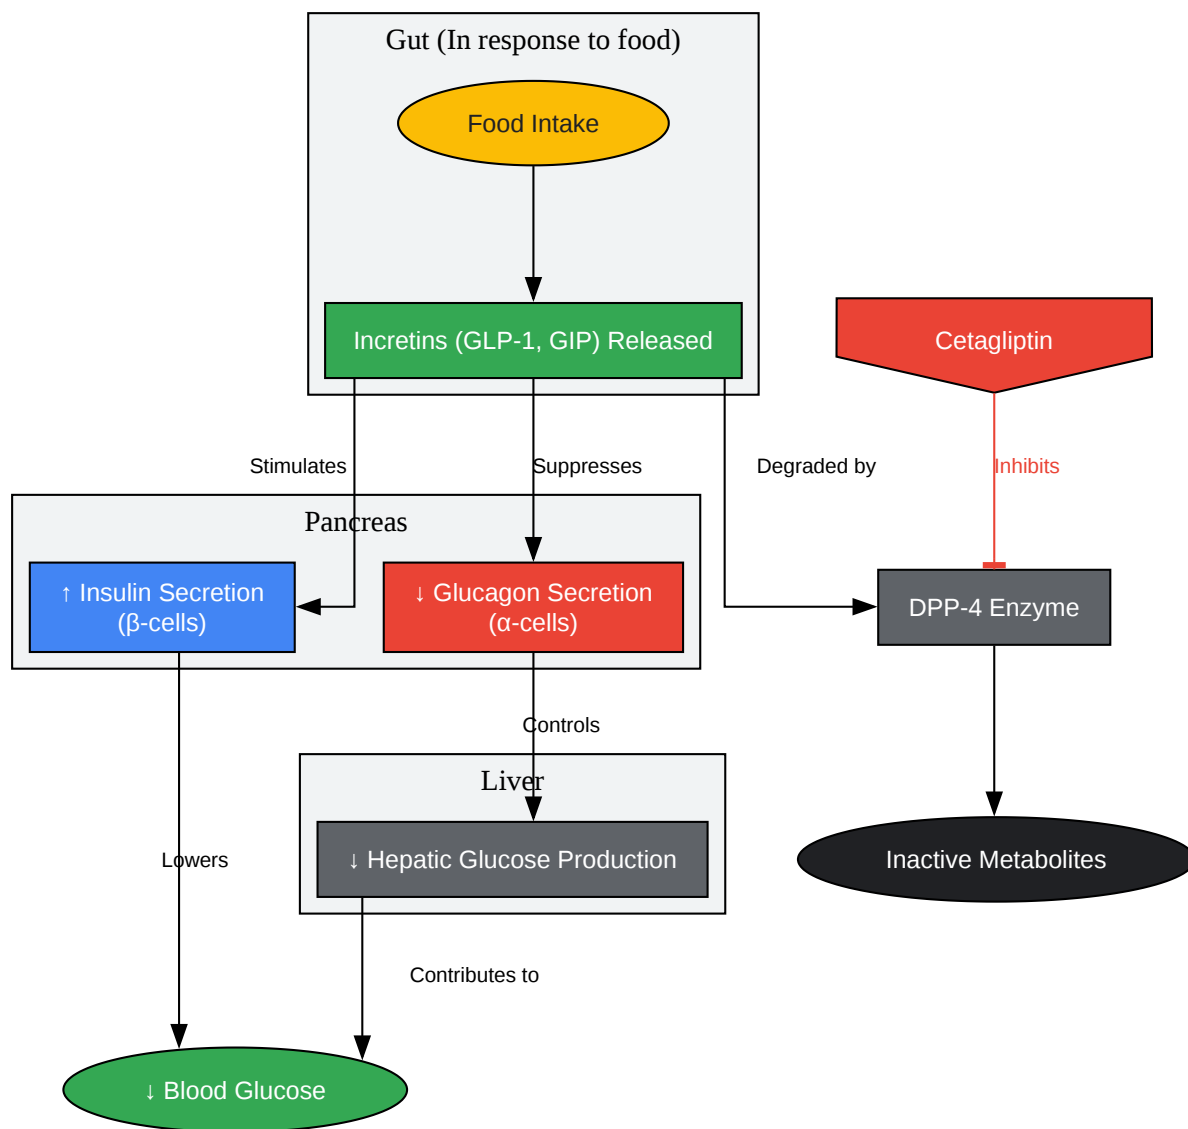 Gut (In response to food)
Food Intake
Incretins (GLP-1, GIP) Released
Cetagliptin
Stimulates
Suppresses
Degraded by
Inhibits
Pancreas
↑ Insulin Secretion
(β-cells)
↓ Glucagon Secretion
(α-cells)
DPP-4 Enzyme
Controls
Liver
↓ Hepatic Glucose Production
Lowers
Inactive Metabolites
Contributes to
↓ Blood Glucose